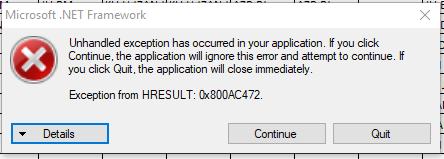 Microsoft .NET Framework
Unhandled exception has occurred in your application. If you click
Continue, the application will ignore this error and attempt to continue. If
you click Quit, the application will close immediately.
Exception from HRESULT: 0x800AC472.
Details
Continue
Quit